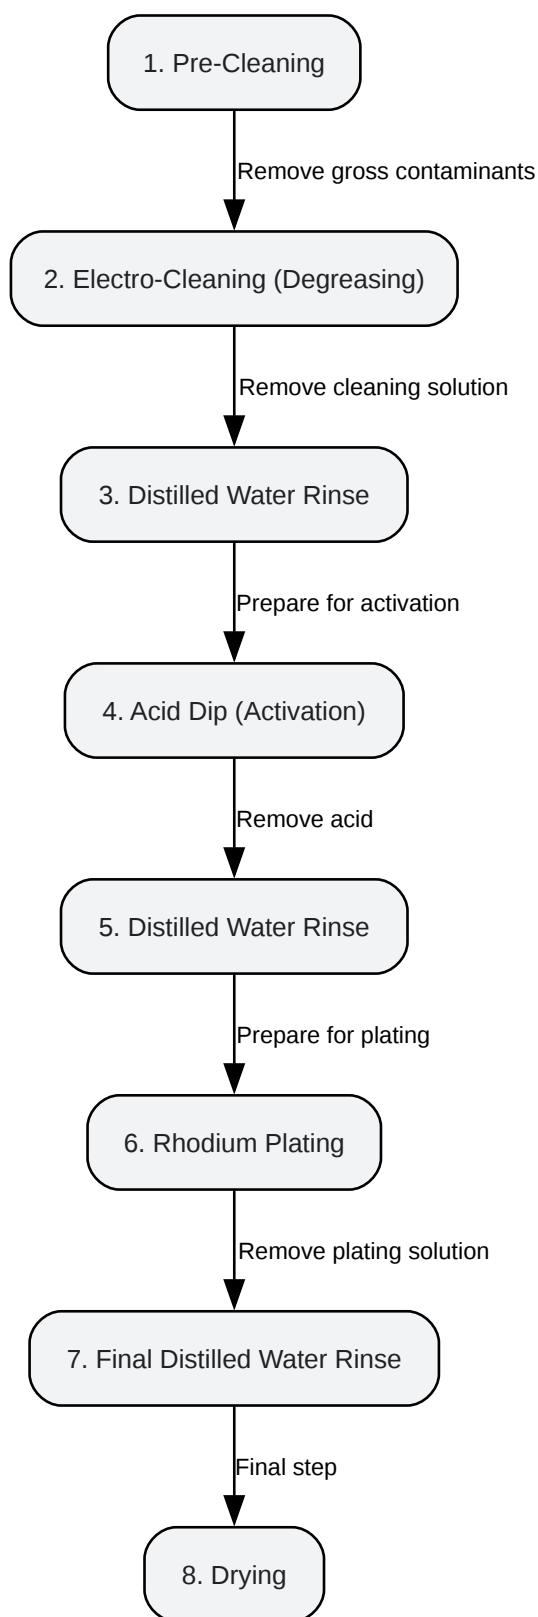 1. Pre-Cleaning
Remove gross contaminants
2. Electro-Cleaning (Degreasing)
Remove cleaning solution
3. Distilled Water Rinse
Prepare for activation
4. Acid Dip (Activation)
Remove acid
5. Distilled Water Rinse
Prepare for plating
6. Rhodium Plating
Remove plating solution
7. Final Distilled Water Rinse
Final step
8. Drying